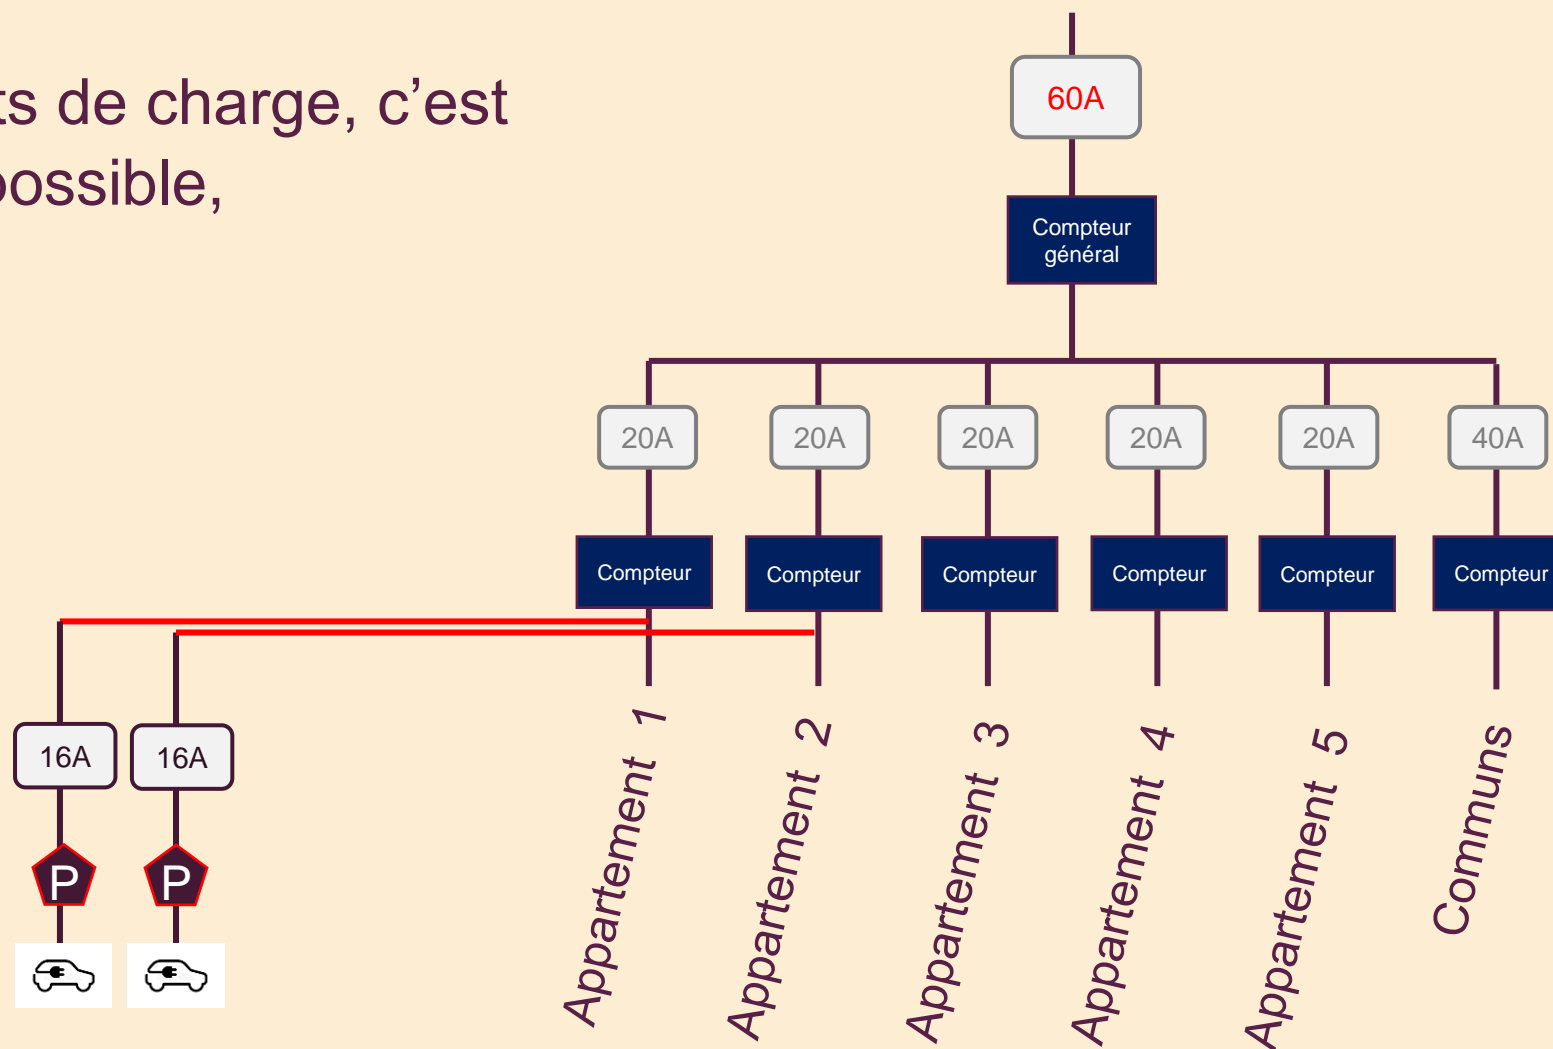 ts de charge, c’est
possible,
60A
Compteur
général
20A
20A
20A
20A
20A
40A
Compteur
Compteur
Compteur
Compteur
Compteur
Compteur
16A
16A
P
P
Appartement 1
Appartement 2
Appartement 3
Appartement 4
Appartement 5
Communs